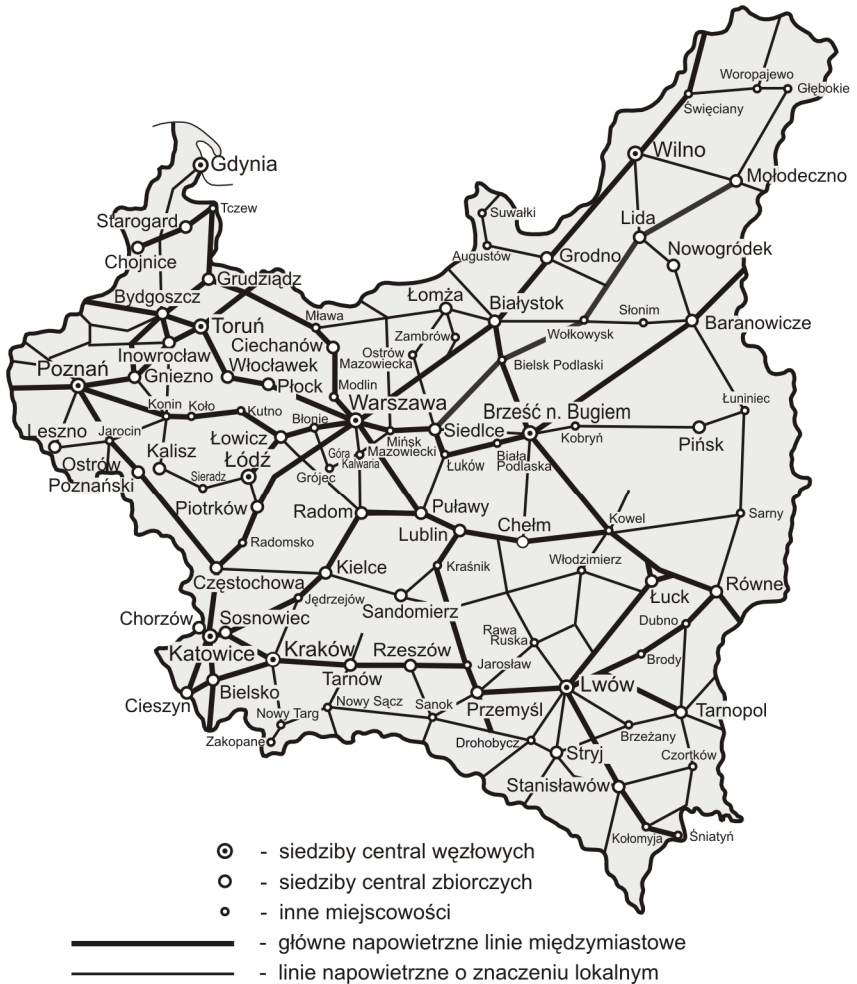 Woropajewo
Głębokie
Święciany
Wilno
Mołodeczno
Gdynia
Tczew
Starogard
Chojnice
Suwałki
Augustów
Lida
Grodno
Nowogródek
Grudziądz
Bydgoszcz
Łomża
Białystok
Słonim
Baranowicze
Wołkowysk
Toruń
Mława
Ciechanów
Zambrów
Ostrów
Mazowiecka
Inowrocław
Włocławek
Bielsk Podlaski
Poznań
Gniezno
Płock
Modlin
Warszawa
Konin
Koło
Kutno
Błonie
Brześć n. Bugiem
Kobryń
Łuniniec
Pińsk
Leszno
Jarocin
Łowicz
Mińsk
Mazowiecki
Siedlce
Biała
Podlaska
Łuków
Kalisz
Góra
Kalwaria
Grójec
Ostrów
Poznański
Sieradz
Łódź
Piotrków
Radom
Puławy
Lublin
Chełm
Kowel
Sarny
Radomsko
Częstochowa
Kielce
Kraśnik
Włodzimierz
Łuck
Równe
Jędrzejów
Sandomierz
Chorzów
Sosnowiec
Dubno
Rawa
Ruska
Katowice
Kraków
Rzeszów
Jarosław
Brody
Tarnów
Lwów
Cieszyn
Bielsko
Nowy Sącz
Sanok
Przemyśl
Tarnopol
Nowy Targ
Zakopane
Drohobycz
Brzeżany
Stryj
Czortków
Stanisławów
Kołomyja
Śniatyń
- siedziby central węzłowych
- siedziby central zbiorczych
- inne miejscowości
- główne napowietrzne linie międzymiastowe
- linie napowietrzne o znaczeniu lokalnym